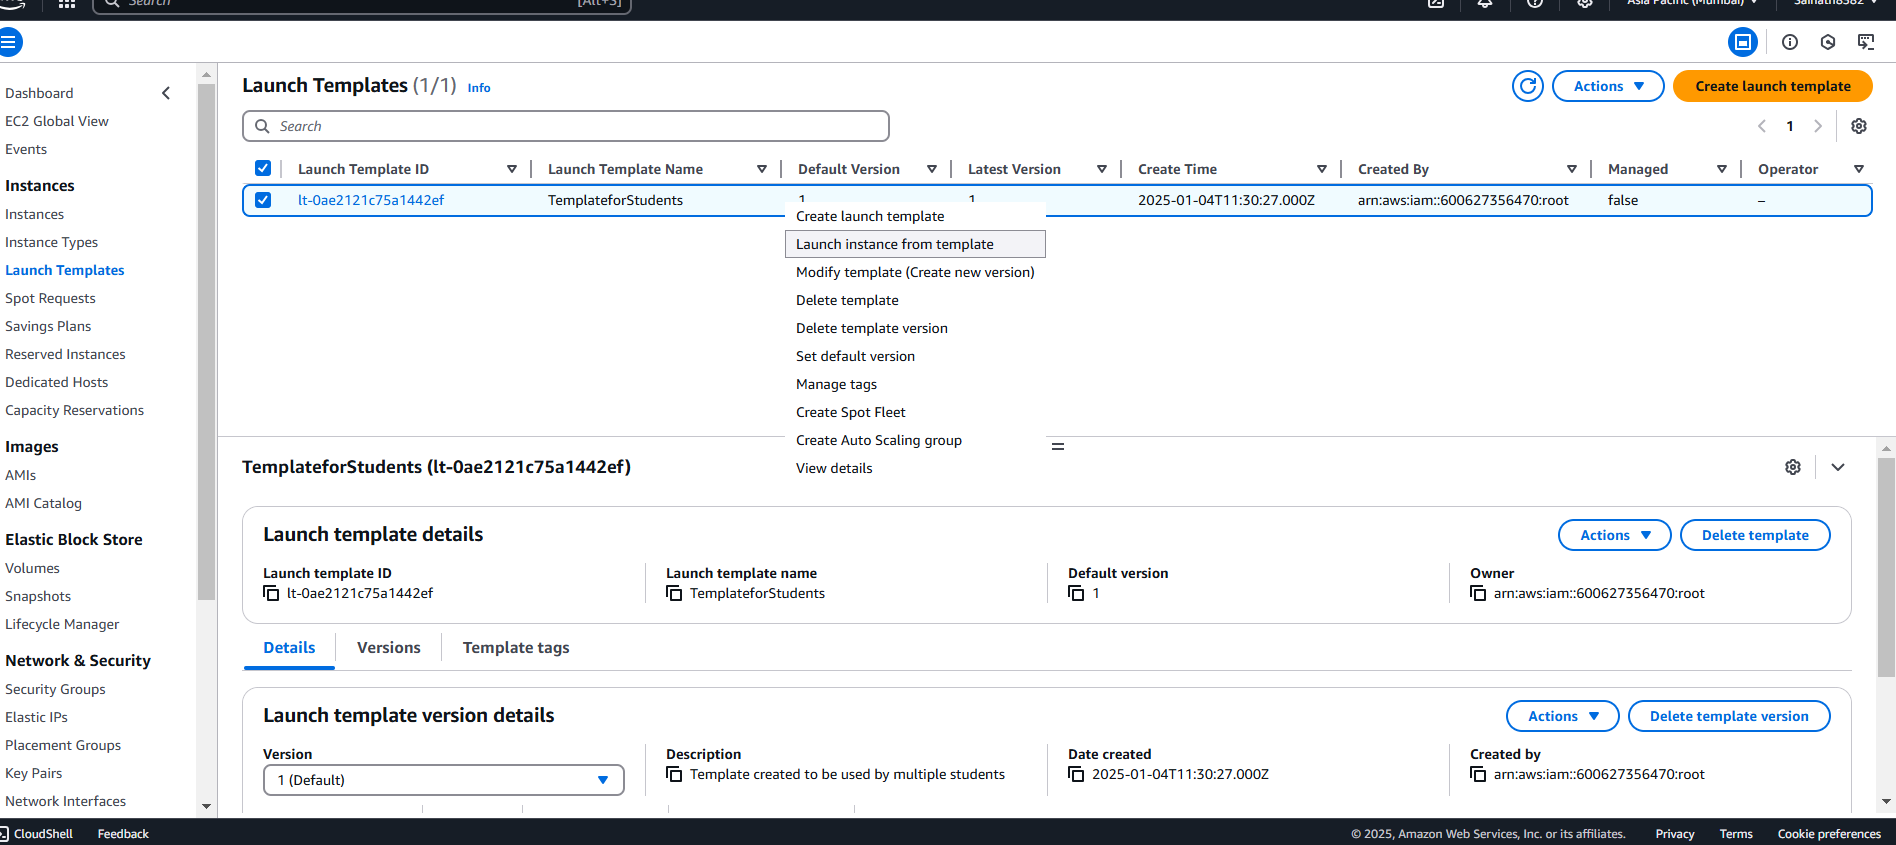 Search
[Alt+S]
Asia Pacific (Mumbai)
Sainath8382
Dashboard
EC2 Global View
Events
Instances
Instances
Instance Types
Launch Templates
Spot Requests
Savings Plans
Reserved Instances
Dedicated Hosts
Capacity Reservations
Images
AMIs
AMI Catalog
Elastic Block Store
Volumes
Snapshots
Lifecycle Manager
Network & Security
Security Groups
Elastic IPs
Placement Groups
Key Pairs
Network Interfaces
Launch Templates (1/1) Info
Actions
Create launch template
Search
1
Launch Template ID Launch Template Name Default Version Latest Version Create Time Created By Managed Operator
lt-0ae2121c75a1442ef TemplateforStudents 1 1 2025-01-04T11:30:27.000Z arn:aws:iam::600627356470:root false –
Create launch template
Launch instance from template
Modify template (Create new version)
Delete template
Delete template version
Set default version
Manage tags
Create Spot Fleet
Create Auto Scaling group
View details
TemplateforStudents (lt-0ae2121c75a1442ef)
Launch template details
Actions
Delete template
Launch template ID Launch template name Default version Owner
lt-0ae2121c75a1442ef TemplateforStudents 1 arn:aws:iam::600627356470:root
Details Versions Template tags
Launch template version details
Actions
Delete template version
Version Description Date created Created by
1 (Default) Template created to be used by multiple students 2025-01-04T11:30:27.000Z arn:aws:iam::600627356470:root
CloudShell Feedback © 2025, Amazon Web Services, Inc. or its affiliates. Privacy Terms Cookie preferences